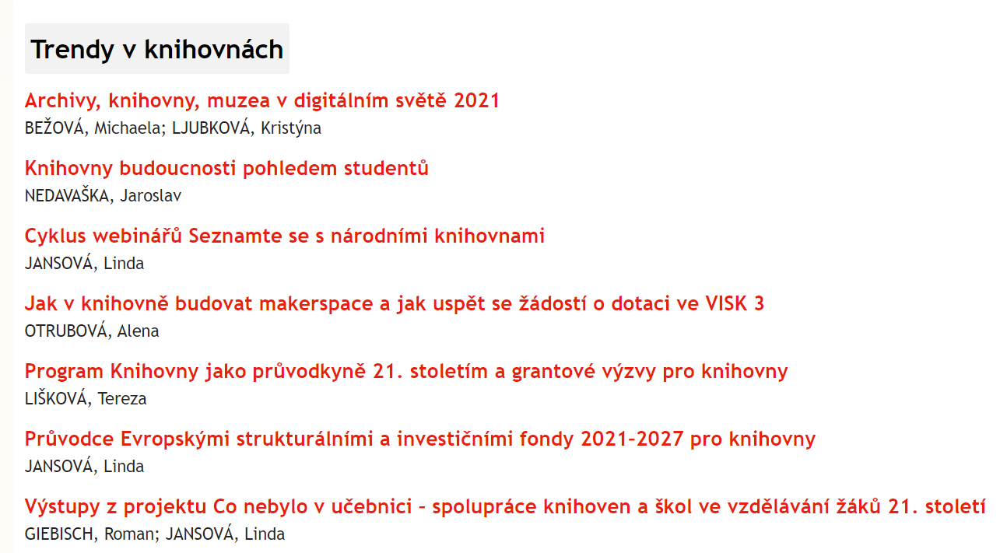 Trendy v knihovnách
Archivy, knihovny, muzea v digitálním světě 2021
BEŽOVÁ, Michaela; LJUBKOVÁ, Kristýna
Knihovny budoucnosti pohledem studentů
NEDAVAŠKA, Jaroslav
Cyklus webinářů Seznamte se s národními knihovnami
JANSOVÁ, Linda
Jak v knihovně budovat makerspace a jak uspět se žádostí o dotaci ve VISK 3
OTRUBOVÁ, Alena
Program Knihovny jako průvodkyně 21. stoletím a grantové výzvy pro knihovny
LIŠKOVÁ, Tereza
Průvodce Evropskými strukturálními a investičními fondy 2021–2027 pro knihovny
JANSOVÁ, Linda
Výstupy z projektu Co nebylo v učebnici – spolupráce knihoven a škol ve vzdělávání žáků 21. století
GIEBISCH, Roman; JANSOVÁ, Linda